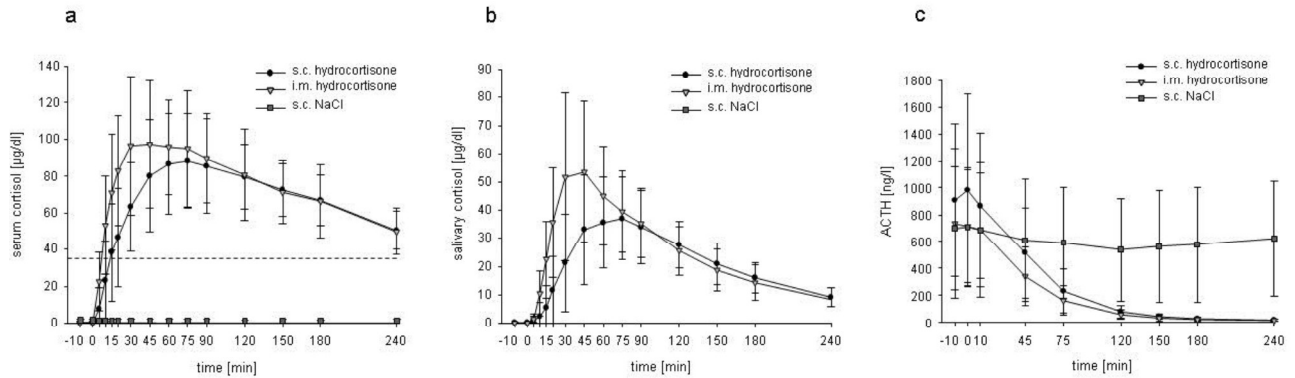 a
s.c. hydrocortisone
i.m. hydrocortisone
s.c. NaCl
serum cortisol [µg/dl]
140
120
100
80
60
40
20
0
-10 0 15 30 45 60 75 90 120 150 180 240
time [min]
b
s.c. hydrocortisone
i.m. hydrocortisone
s.c. NaCl
salivary cortisol [µg/dl]
90
80
70
60
50
40
30
20
10
0
-10 0 15 30 45 60 75 90 120 150 180 240
time [min]
c
s.c. hydrocortisone
i.m. hydrocortisone
s.c. NaCl
ACTH [ng/l]
1800
1600
1400
1200
1000
800
600
400
200
0
-10 0 10 45 75 120 150 180 240
time [min]